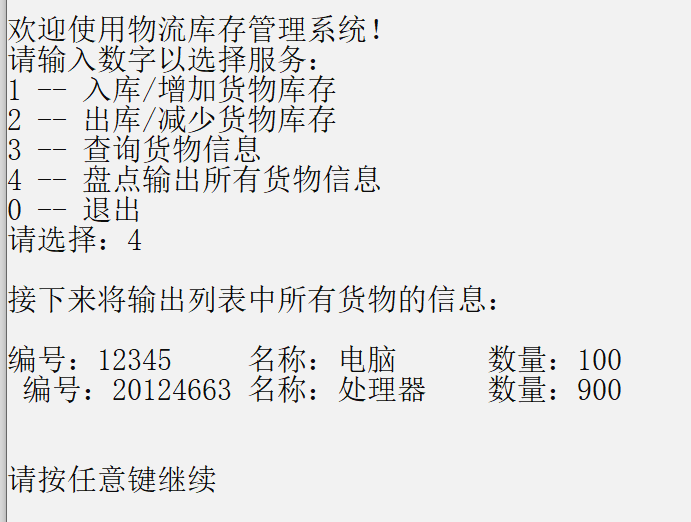 欢迎使用物流库存管理系统！
请输入数字以选择服务：
1 -- 入库/增加货物库存
2 -- 出库/减少货物库存
3 -- 查询货物信息
4 -- 盘点输出所有货物信息
0 -- 退出
请选择：4
接下来将输出列表中所有货物的信息：
编号：12345     名称：电脑      数量：100
 编号：20124663 名称：处理器    数量：900
请按任意键继续